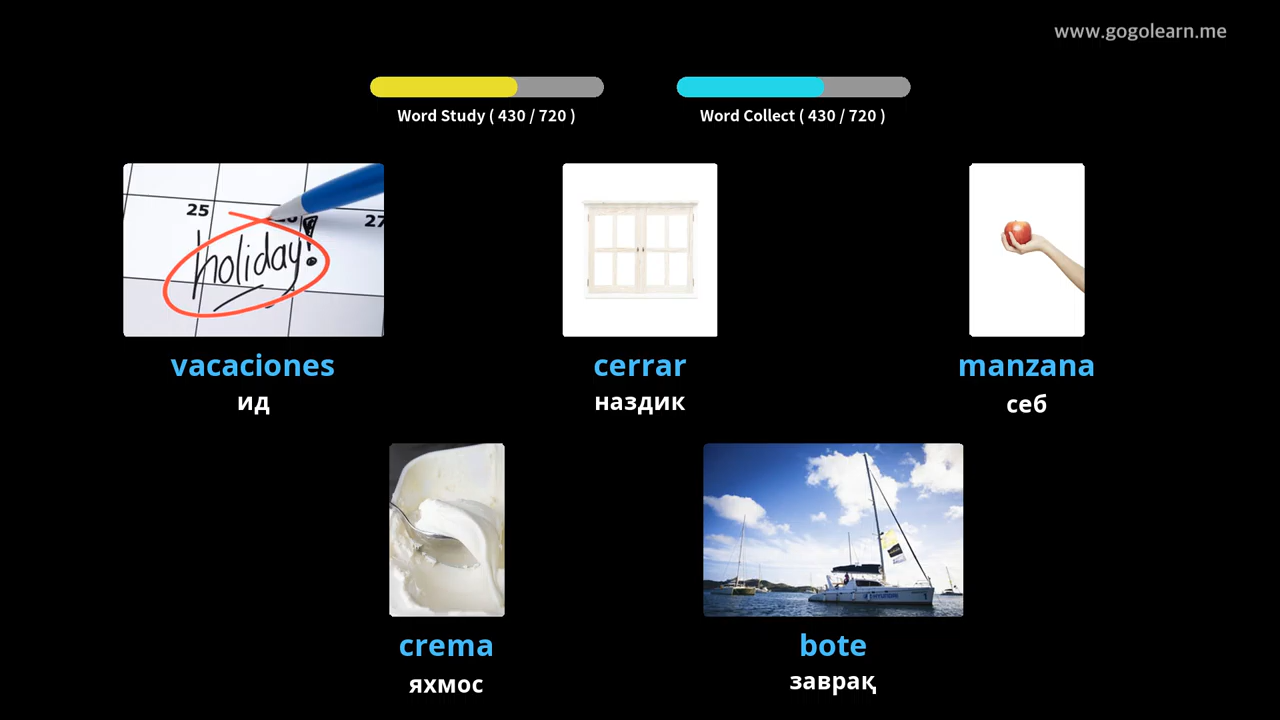 www.gogolearn.me
Word Study ( 430 / 720 )
Word Collect ( 430 / 720 )
25
27
holiday!
vacaciones
ид
cerrar
наздик
manzana
себ
crema
яхмос
bote
заврақ